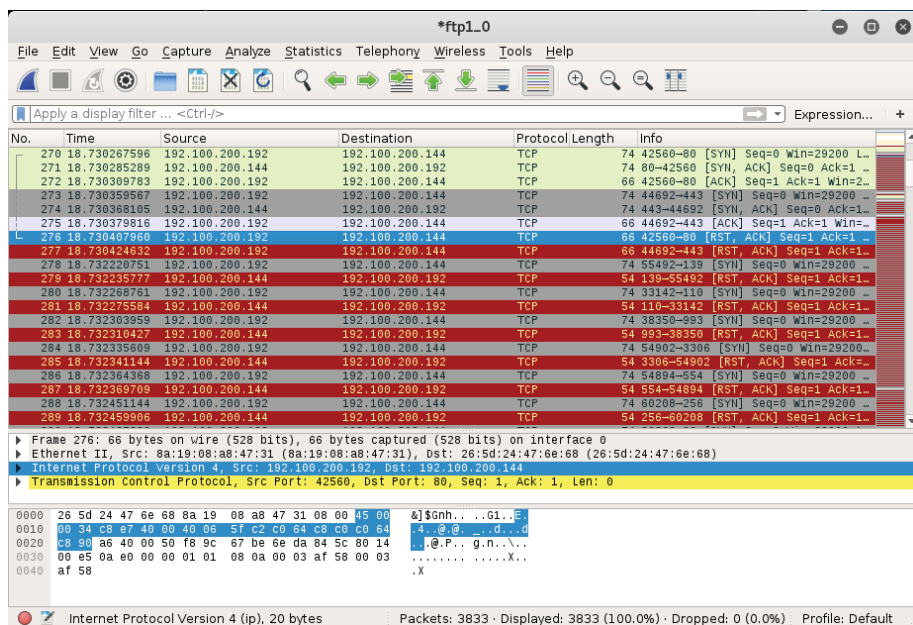 *ftp1_0
File Edit View Go Capture Analyze Statistics Telephony Wireless Tools Help
Apply a display filter ... <Ctrl-/> Expression... +
No. Time Source Destination Protocol Length Info
270 18.730267596 192.100.200.192 192.100.200.144 TCP 74 42560→80 [SYN] Seq=0 Win=29200 L…
271 18.730285289 192.100.200.144 192.100.200.192 TCP 74 80→42560 [SYN, ACK] Seq=0 Ack=1 …
272 18.730309783 192.100.200.192 192.100.200.144 TCP 66 42560→80 [ACK] Seq=1 Ack=1 Win=2…
273 18.730359567 192.100.200.192 192.100.200.144 TCP 74 44692→443 [SYN] Seq=0 Win=29200 …
274 18.730368105 192.100.200.144 192.100.200.192 TCP 74 443→44692 [SYN, ACK] Seq=0 Ack=1…
275 18.730379816 192.100.200.192 192.100.200.144 TCP 66 44692→443 [ACK] Seq=1 Ack=1 Win=…
276 18.730407960 192.100.200.192 192.100.200.144 TCP 66 42560→80 [RST, ACK] Seq=1 Ack=1 …
277 18.730424632 192.100.200.192 192.100.200.144 TCP 66 44692→443 [RST, ACK] Seq=1 Ack=1…
278 18.732220751 192.100.200.192 192.100.200.144 TCP 74 55492→139 [SYN] Seq=0 Win=29200 …
279 18.732235777 192.100.200.144 192.100.200.192 TCP 54 139→55492 [RST, ACK] Seq=1 Ack=1…
280 18.732268761 192.100.200.192 192.100.200.144 TCP 74 33142→110 [SYN] Seq=0 Win=29200 …
281 18.732275584 192.100.200.144 192.100.200.192 TCP 54 110→33142 [RST, ACK] Seq=1 Ack=1…
282 18.732303959 192.100.200.192 192.100.200.144 TCP 74 38350→993 [SYN] Seq=0 Win=29200 …
283 18.732310427 192.100.200.144 192.100.200.192 TCP 54 993→38350 [RST, ACK] Seq=1 Ack=1…
284 18.732335609 192.100.200.192 192.100.200.144 TCP 74 54902→3306 [SYN] Seq=0 Win=29200…
285 18.732341144 192.100.200.144 192.100.200.192 TCP 54 3306→54902 [RST, ACK] Seq=1 Ack=…
286 18.732364368 192.100.200.192 192.100.200.144 TCP 74 54894→554 [SYN] Seq=0 Win=29200 …
287 18.732369709 192.100.200.144 192.100.200.192 TCP 54 554→54894 [RST, ACK] Seq=1 Ack=1…
288 18.732451144 192.100.200.192 192.100.200.144 TCP 74 60208→256 [SYN] Seq=0 Win=29200 …
289 18.732459906 192.100.200.144 192.100.200.192 TCP 54 256→60208 [RST, ACK] Seq=1 Ack=1…
Frame 276: 66 bytes on wire (528 bits), 66 bytes captured (528 bits) on interface 0
Ethernet II, Src: 8a:19:08:a8:47:31 (8a:19:08:a8:47:31), Dst: 26:5d:24:47:6e:68 (26:5d:24:47:6e:68)
Internet Protocol Version 4, Src: 192.100.200.192, Dst: 192.100.200.144
Transmission Control Protocol, Src Port: 42560, Dst Port: 80, Seq: 1, Ack: 1, Len: 0
0000 26 5d 24 47 6e 68 8a 19 08 a8 47 31 08 00 45 00 &]$Gnh.. ..G1..E.
0010 00 34 c8 e7 40 00 40 06 5f c2 c0 64 c8 c0 c0 64 .4..@.@. _..d...d
0020 c8 90 a6 40 00 50 f8 9c 67 be 6e da 84 5c 80 14 ...@.P.. g.n..\..
0030 00 e5 0a e0 00 00 01 01 08 0a 00 03 af 58 00 03 ........ .....X..
0040 af 58 .X
Internet Protocol Version 4 (ip), 20 bytes Packets: 3833 · Displayed: 3833 (100.0%) · Dropped: 0 (0.0%) Profile: Default